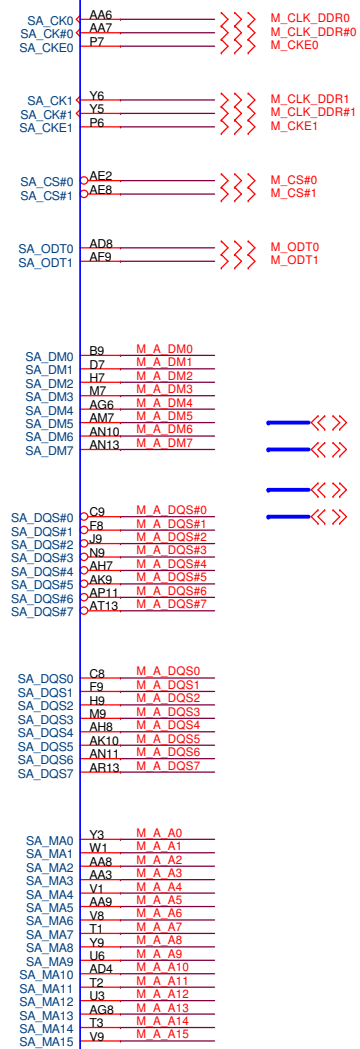 SA_CK0 AA6 M_CLK_DDR0
SA_CK#0 AA7 M_CLK_DDR#0
SA_CKE0 P7 M_CKE0
SA_CK1 Y6 M_CLK_DDR1
SA_CK#1 Y5 M_CLK_DDR#1
SA_CKE1 P6 M_CKE1
SA_CS#0 AE2 M_CS#0
SA_CS#1 AE8 M_CS#1
SA_ODT0 AD8 M_ODT0
SA_ODT1 AF9 M_ODT1
SA_DM0 B9 M_A_DM0
SA_DM1 D7 M_A_DM1
SA_DM2 H7 M_A_DM2
SA_DM3 M7 M_A_DM3
SA_DM4 AG6 M_A_DM4
SA_DM5 AM7 M_A_DM5
SA_DM6 AN10 M_A_DM6
SA_DM7 AN13 M_A_DM7
SA_DQS#0 C9 M_A_DQS#0
SA_DQS#1 F8 M_A_DQS#1
SA_DQS#2 J9 M_A_DQS#2
SA_DQS#3 N9 M_A_DQS#3
SA_DQS#4 AH7 M_A_DQS#4
SA_DQS#5 AK9 M_A_DQS#5
SA_DQS#6 AP11 M_A_DQS#6
SA_DQS#7 AT13 M_A_DQS#7
SA_DQS0 C8 M_A_DQS0
SA_DQS1 F9 M_A_DQS1
SA_DQS2 H9 M_A_DQS2
SA_DQS3 M9 M_A_DQS3
SA_DQS4 AH8 M_A_DQS4
SA_DQS5 AK10 M_A_DQS5
SA_DQS6 AN11 M_A_DQS6
SA_DQS7 AR13 M_A_DQS7
SA_MA0 Y3 M_A_A0
SA_MA1 W1 M_A_A1
SA_MA2 AA8 M_A_A2
SA_MA3 AA3 M_A_A3
SA_MA4 V1 M_A_A4
SA_MA5 AA9 M_A_A5
SA_MA6 V8 M_A_A6
SA_MA7 T1 M_A_A7
SA_MA8 Y9 M_A_A8
SA_MA9 U6 M_A_A9
SA_MA10 AD4 M_A_A10
SA_MA11 T2 M_A_A11
SA_MA12 U3 M_A_A12
SA_MA13 AG8 M_A_A13
SA_MA14 T3 M_A_A14
SA_MA15 V9 M_A_A15